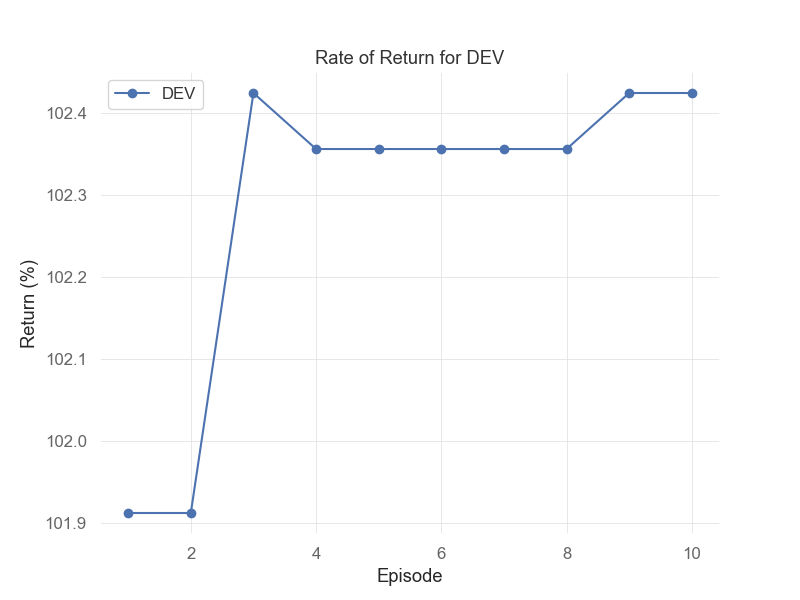 Rate of Return for DEV
DEV
102.4
102.3
102.2
102.1
102.0
101.9
Return (%)
2 4 6 8 10
Episode